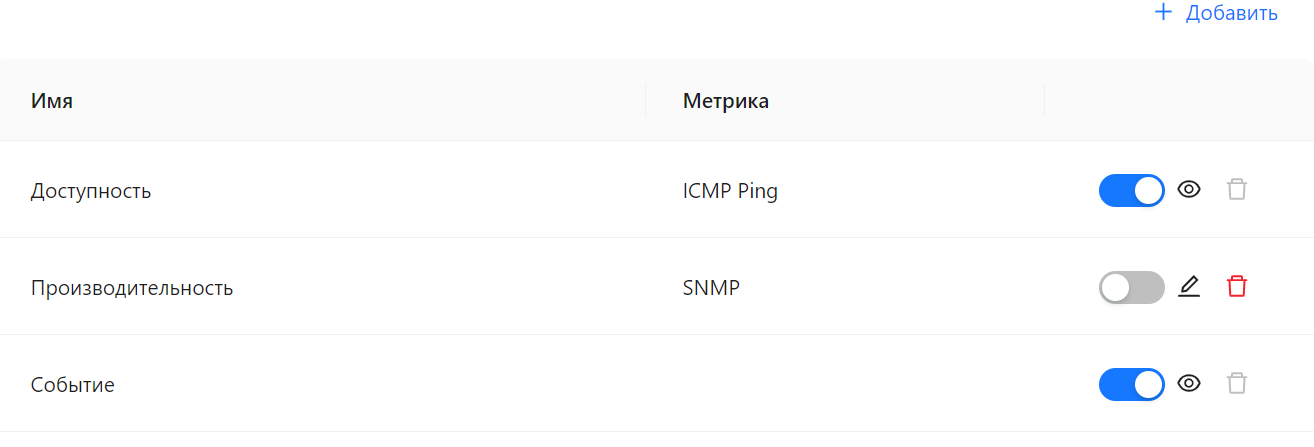 Добавить
Имя Метрика
Доступность ICMP Ping
Производительность SNMP
Событие